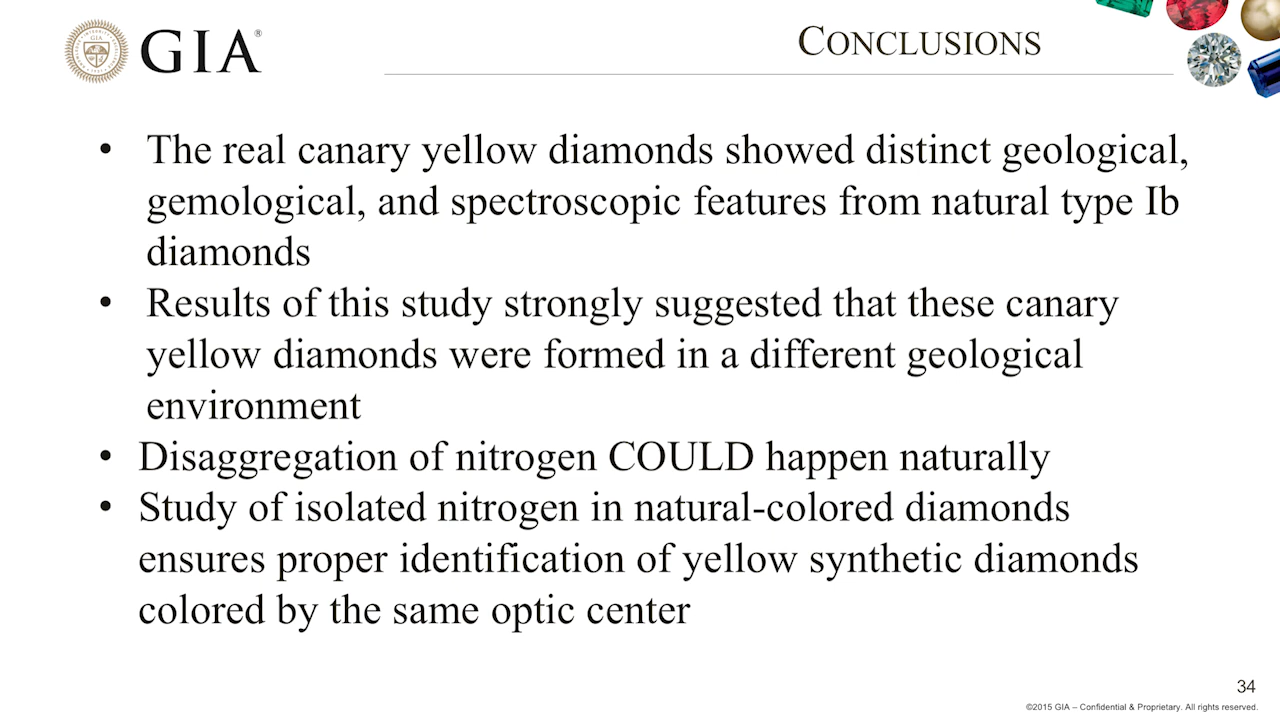 GIA®
CONCLUSIONS
• The real canary yellow diamonds showed distinct geological,
gemological, and spectroscopic features from natural type Ib
diamonds
• Results of this study strongly suggested that these canary
yellow diamonds were formed in a different geological
environment
• Disaggregation of nitrogen COULD happen naturally
• Study of isolated nitrogen in natural-colored diamonds
ensures proper identification of yellow synthetic diamonds
colored by the same optic center
34
©2015 GIA – Confidential & Proprietary. All rights reserved.